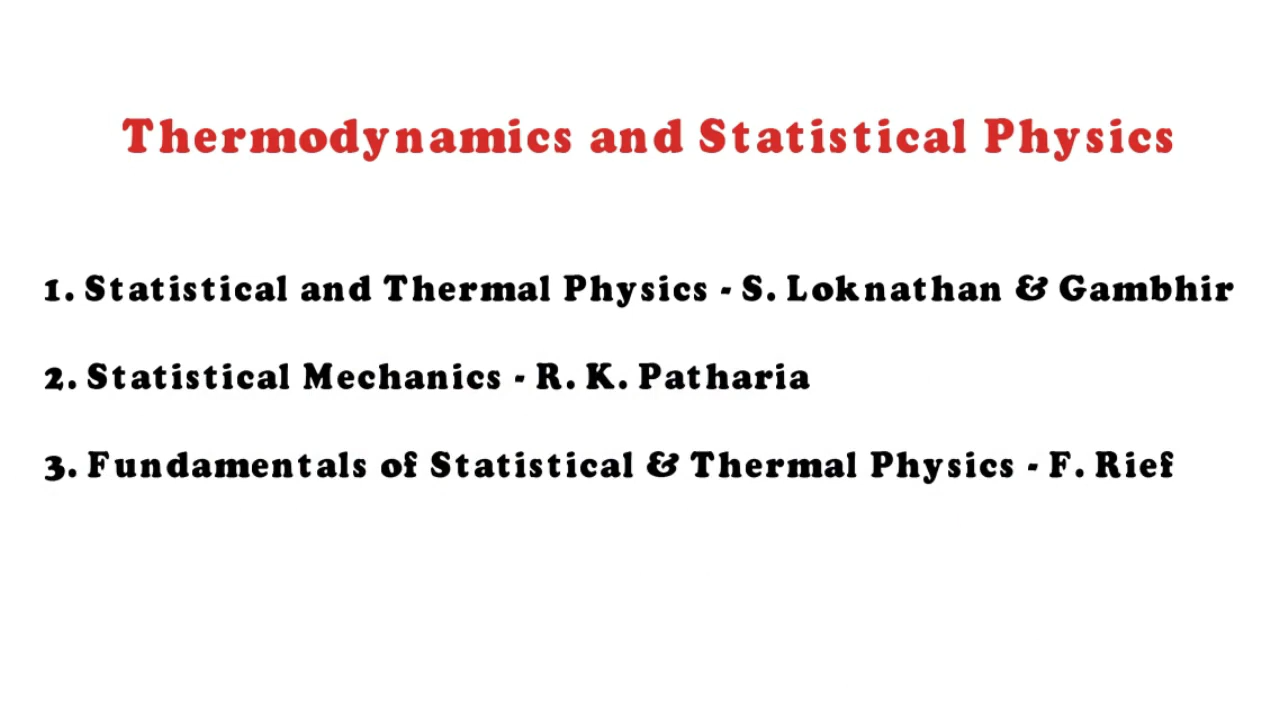 Thermodynamics and Statistical Physics
1. Statistical and Thermal Physics - S. Loknathan & Gambhir
2. Statistical Mechanics - R. K. Patharia
3. Fundamentals of Statistical & Thermal Physics - F. Rief